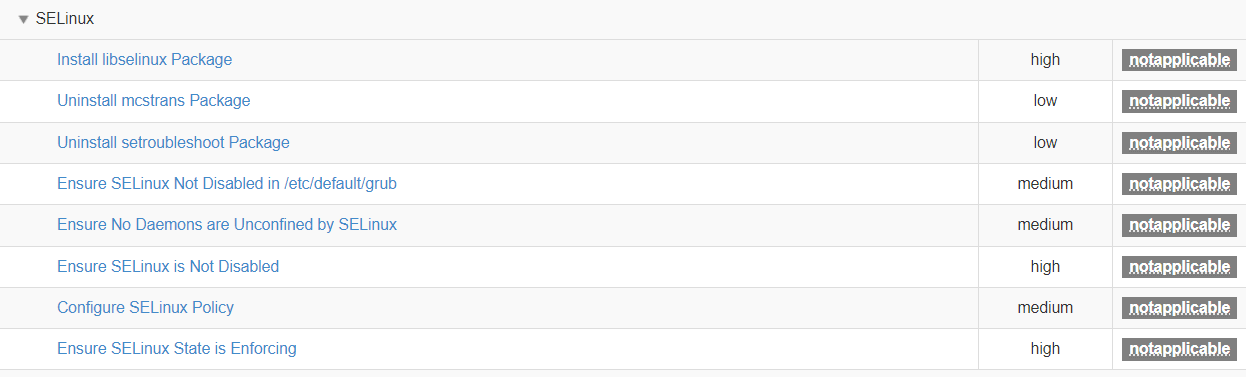 SELinux
Install libselinux Package high notapplicable
Uninstall mcstrans Package low notapplicable
Uninstall setroubleshoot Package low notapplicable
Ensure SELinux Not Disabled in /etc/default/grub medium notapplicable
Ensure No Daemons are Unconfined by SELinux medium notapplicable
Ensure SELinux is Not Disabled high notapplicable
Configure SELinux Policy medium notapplicable
Ensure SELinux State is Enforcing high notapplicable